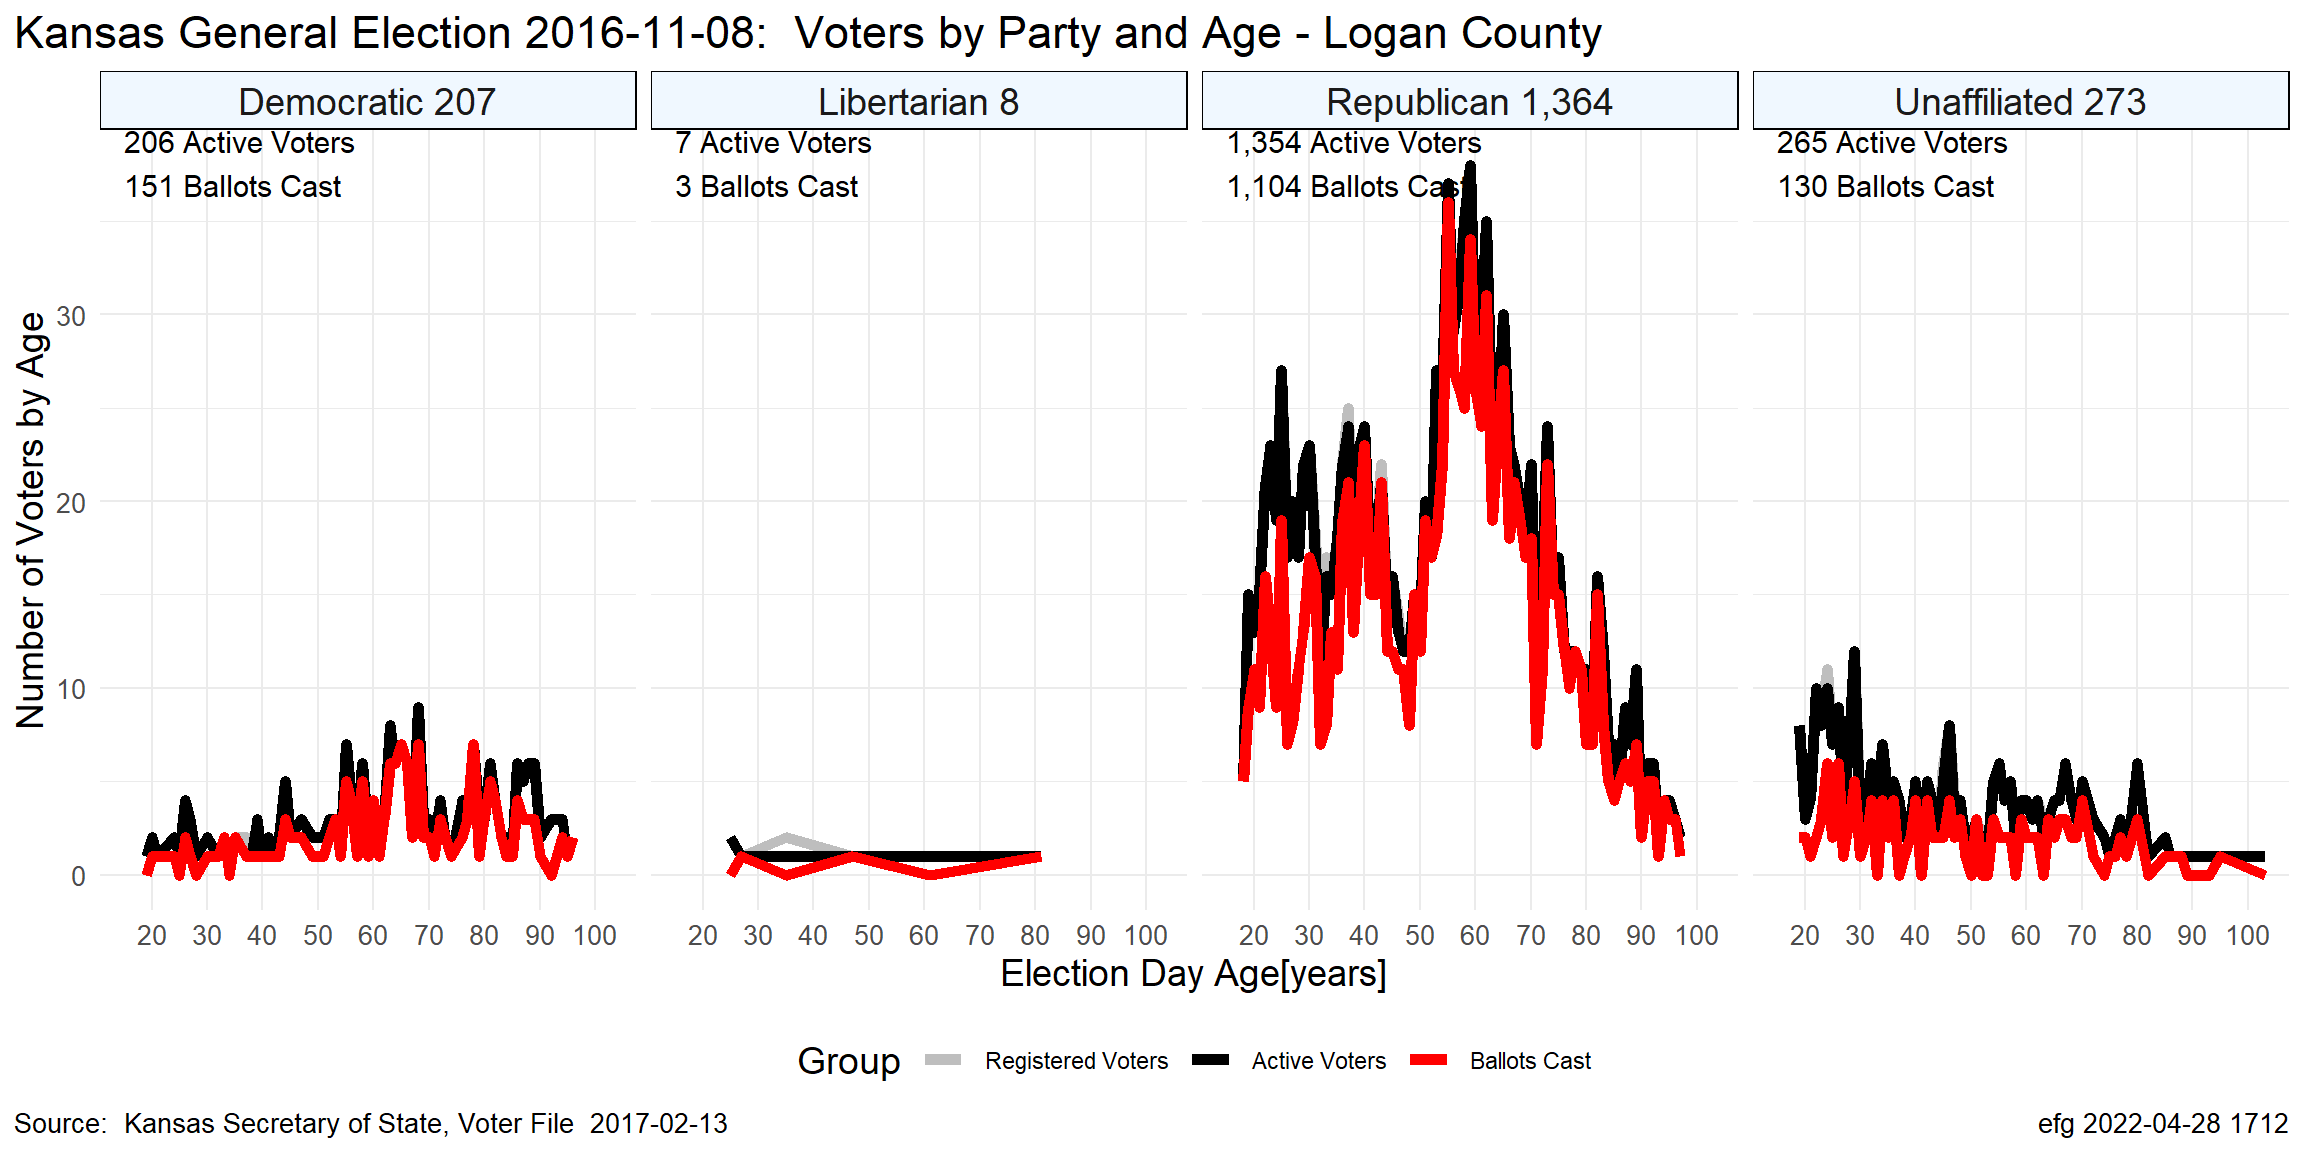 Kansas General Election 2016-11-08:  Voters by Party and Age - Logan County
Democratic 207
Libertarian 8
Republican 1,364
Unaffiliated 273
206 Active Voters
7 Active Voters
1,354 Active Voters
265 Active Voters
151 Ballots Cast
3 Ballots Cast
1,104 Ballots Cast
130 Ballots Cast
Number of Voters by Age
30
20
10
0
20 30 40 50 60 70 80 90 100
20 30 40 50 60 70 80 90 100
20 30 40 50 60 70 80 90 100
20 30 40 50 60 70 80 90 100
Election Day Age[years]
Group Registered Voters Active Voters Ballots Cast
Source:  Kansas Secretary of State, Voter File  2017-02-13
efg 2022-04-28 1712